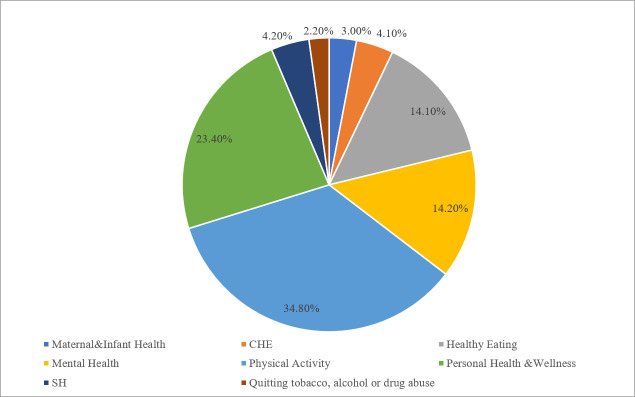 4.20% 2.20% 3.00% 4.10%
14.10%
23.40%
14.20%
34.80%
Maternal&Infant Health CHE Healthy Eating
Mental Health Physical Activity Personal Health &Wellness
SH Quitting tobacco, alcohol or drug abuse